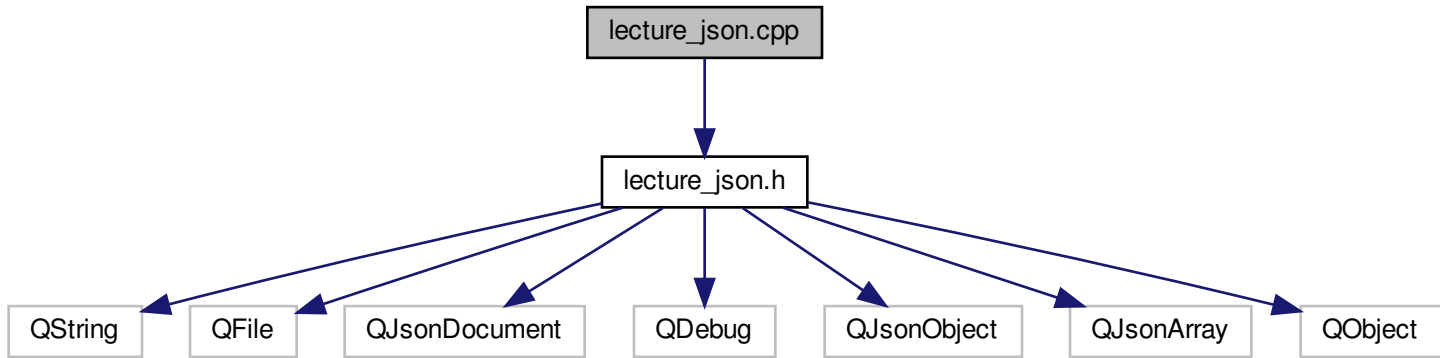 lecture_json.cpp
lecture_json.h
QString
QFile
QJsonDocument
QDebug
QJsonObject
QJsonArray
QObject